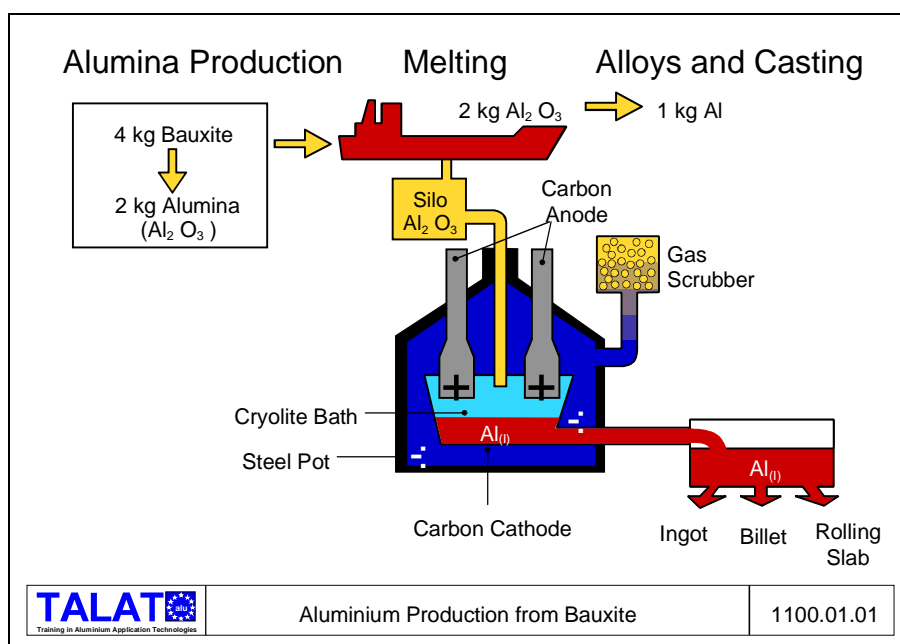 Alumina Production
Melting
Alloys and Casting
4 kg Bauxite
2 kg Alumina
(Al₂ O₃ )
2 kg Al₂ O₃
1 kg Al
Silo
Al₂ O₃
Carbon
Anode
Gas
Scrubber
+
+
Cryolite Bath
Al(l)
Steel Pot
Carbon Cathode
Al(l)
Ingot
Billet
Rolling
Slab
TALAT
alu
Training in Aluminium Application Technologies
Aluminium Production from Bauxite
1100.01.01